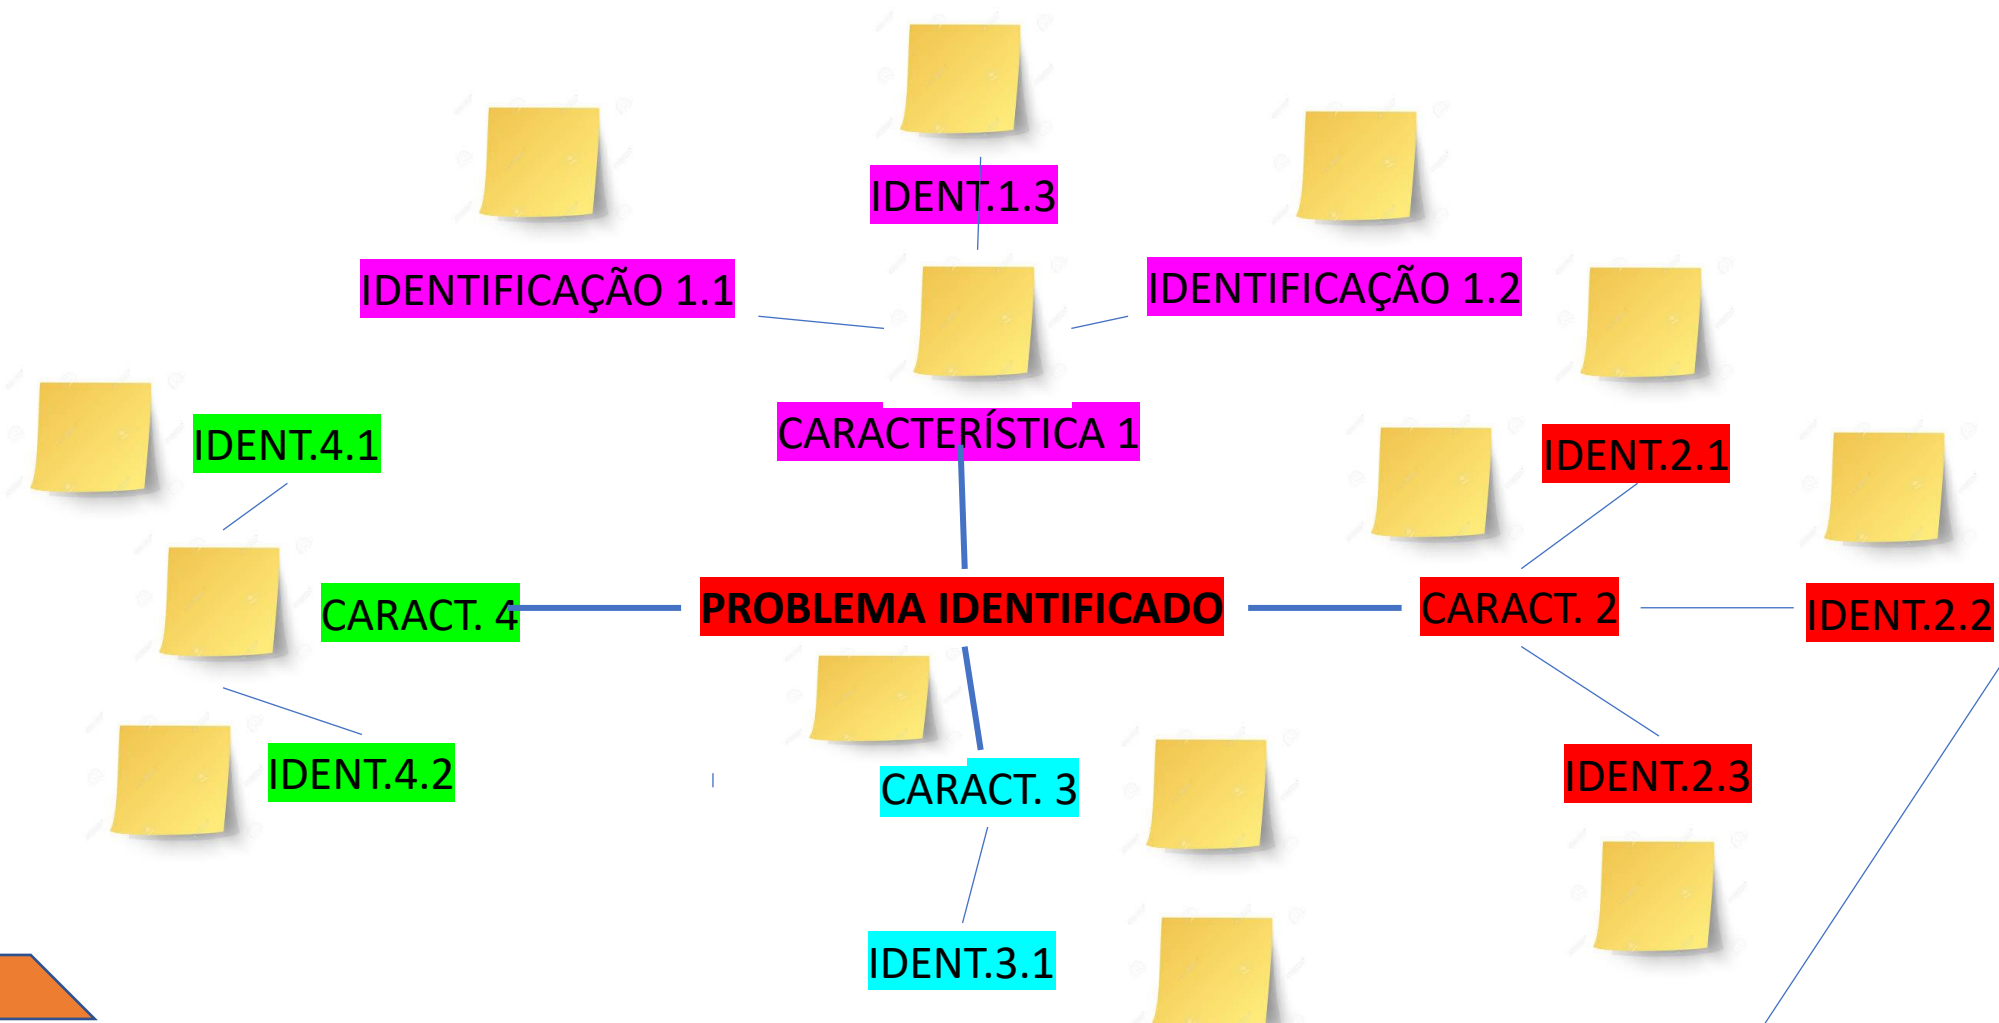 IDENT.1.3
IDENTIFICAÇÃO 1.1
IDENTIFICAÇÃO 1.2
CARACTERÍSTICA 1
IDENT.4.1
IDENT.2.1
CARACT. 4
PROBLEMA IDENTIFICADO
CARACT. 2
IDENT.2.2
IDENT.4.2
CARACT. 3
IDENT.2.3
IDENT.3.1